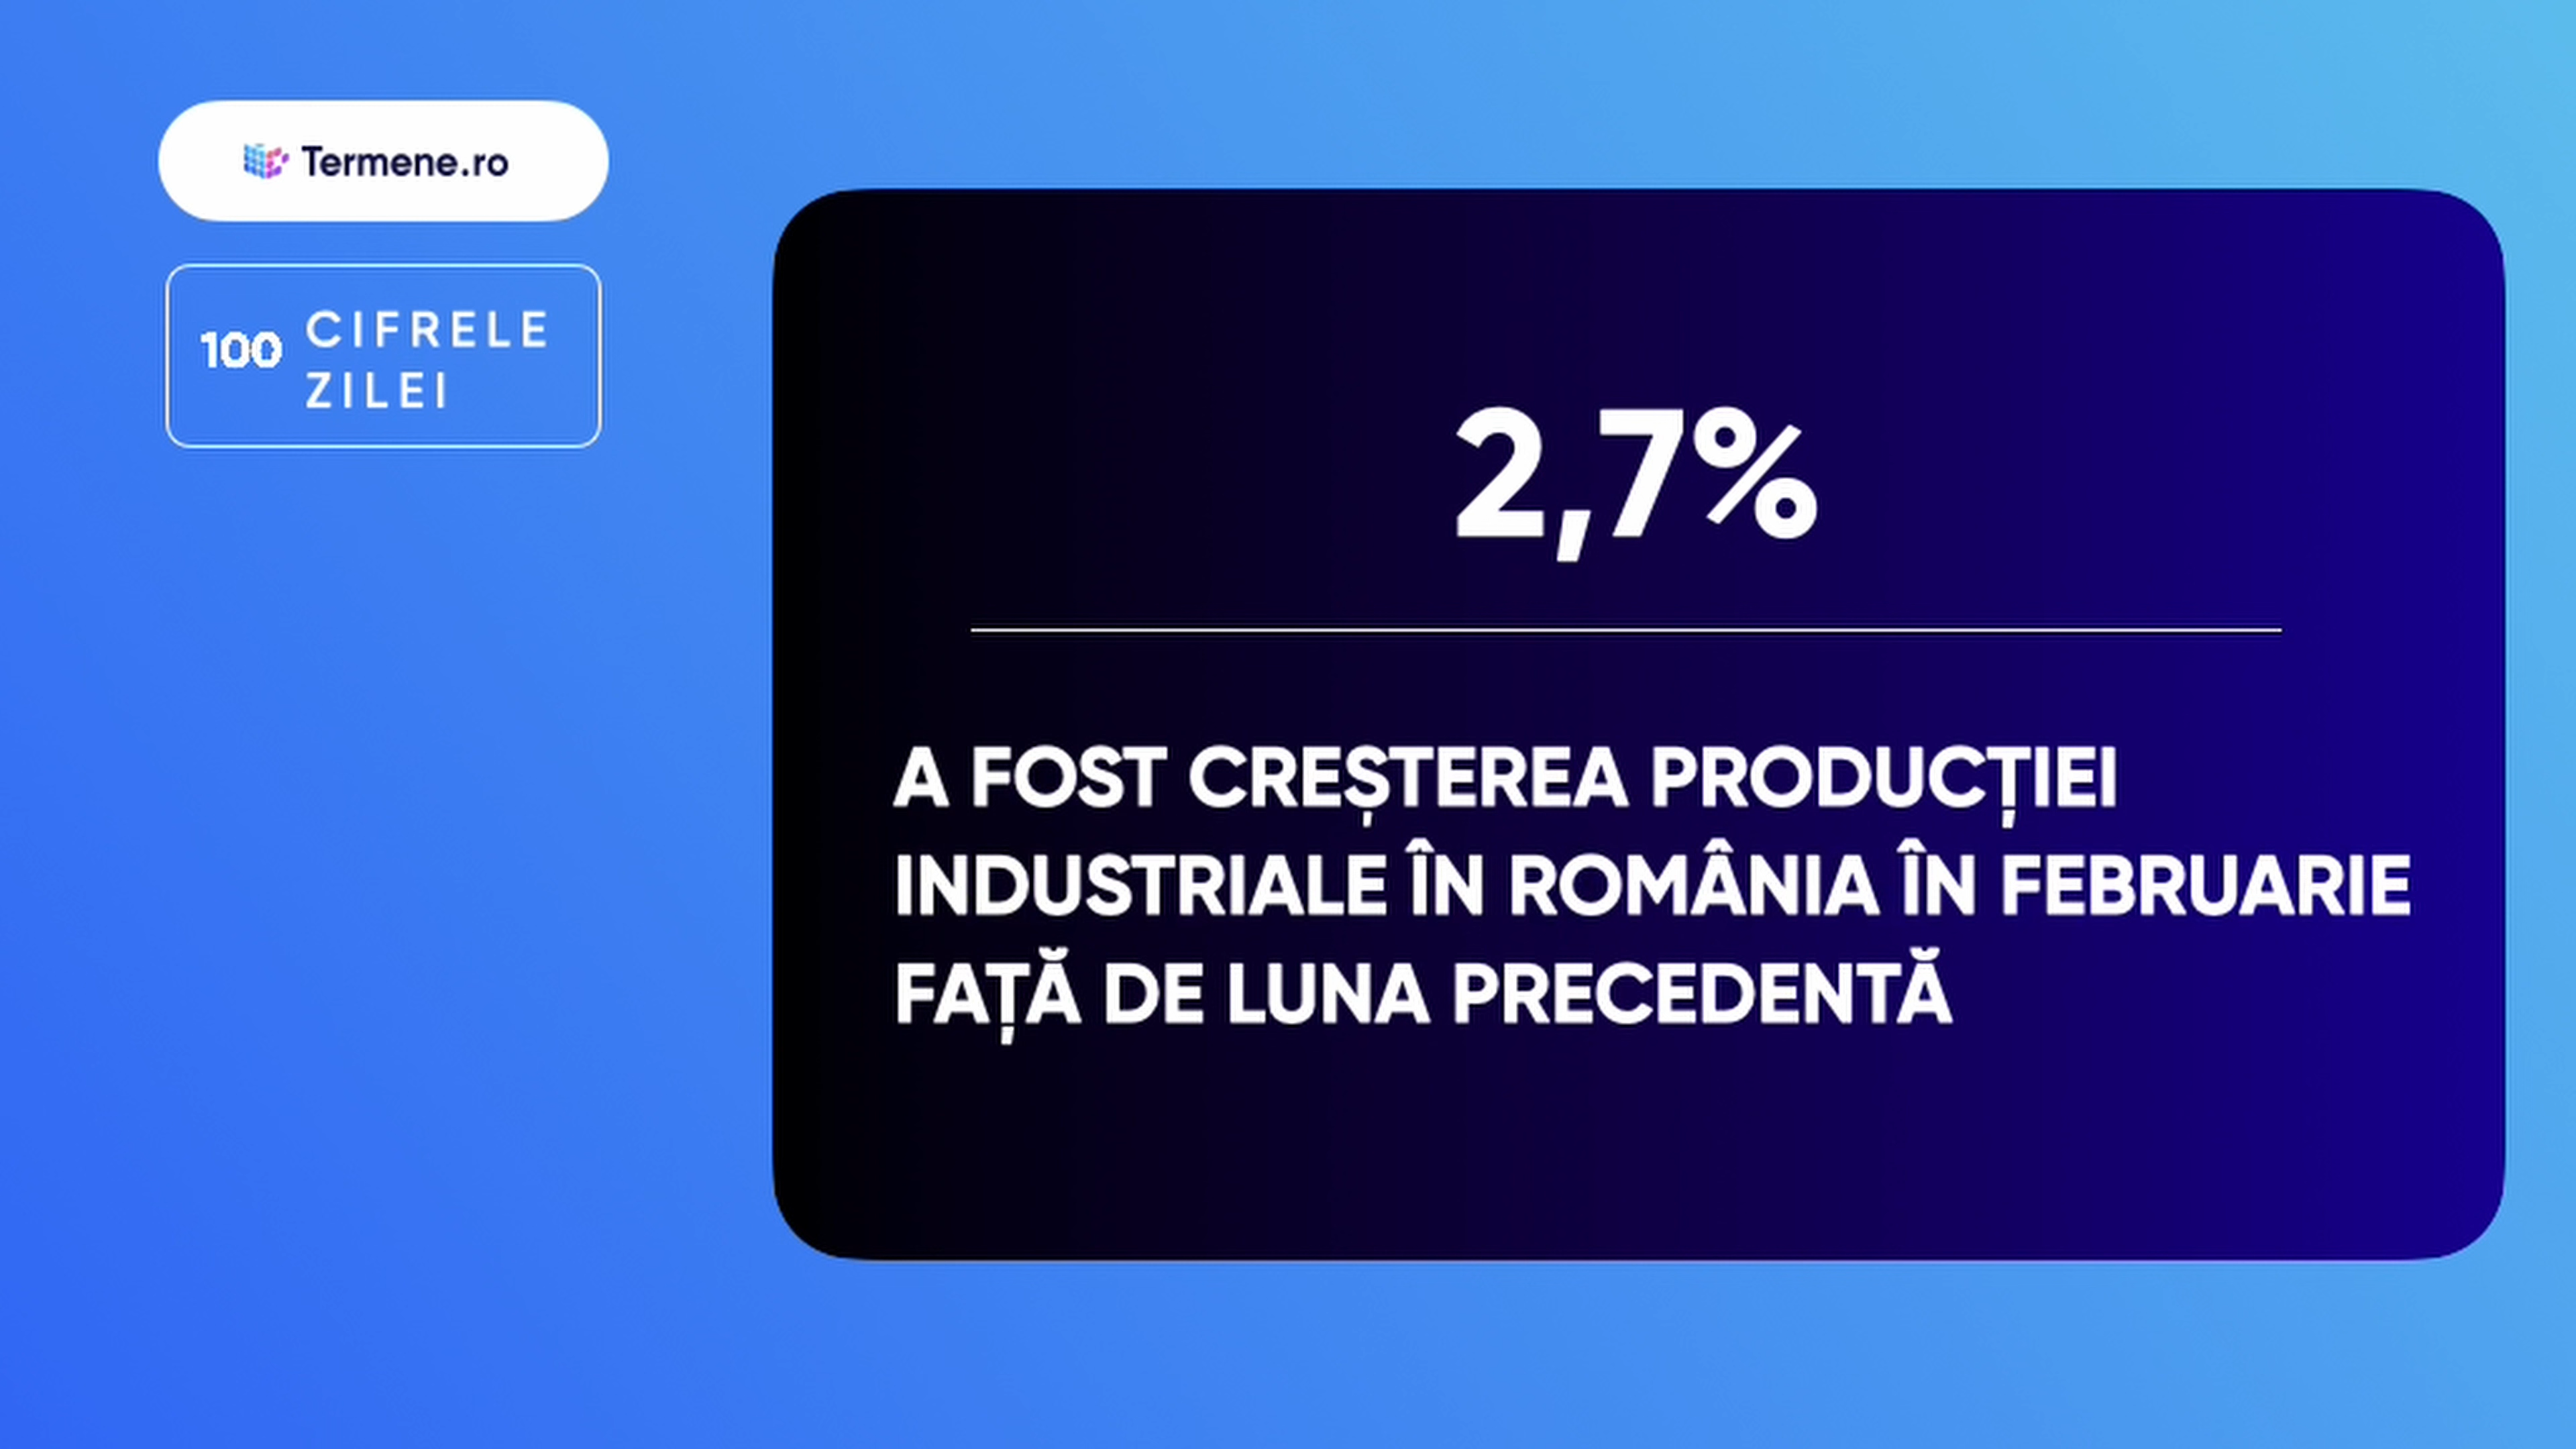 Termene.ro
100 CIFRELE
ZILEI
2,7%
A FOST CREȘTEREA PRODUCȚIEI
INDUSTRIALE ÎN ROMÂNIA ÎN FEBRUARIE
FAȚĂ DE LUNA PRECEDENTĂ